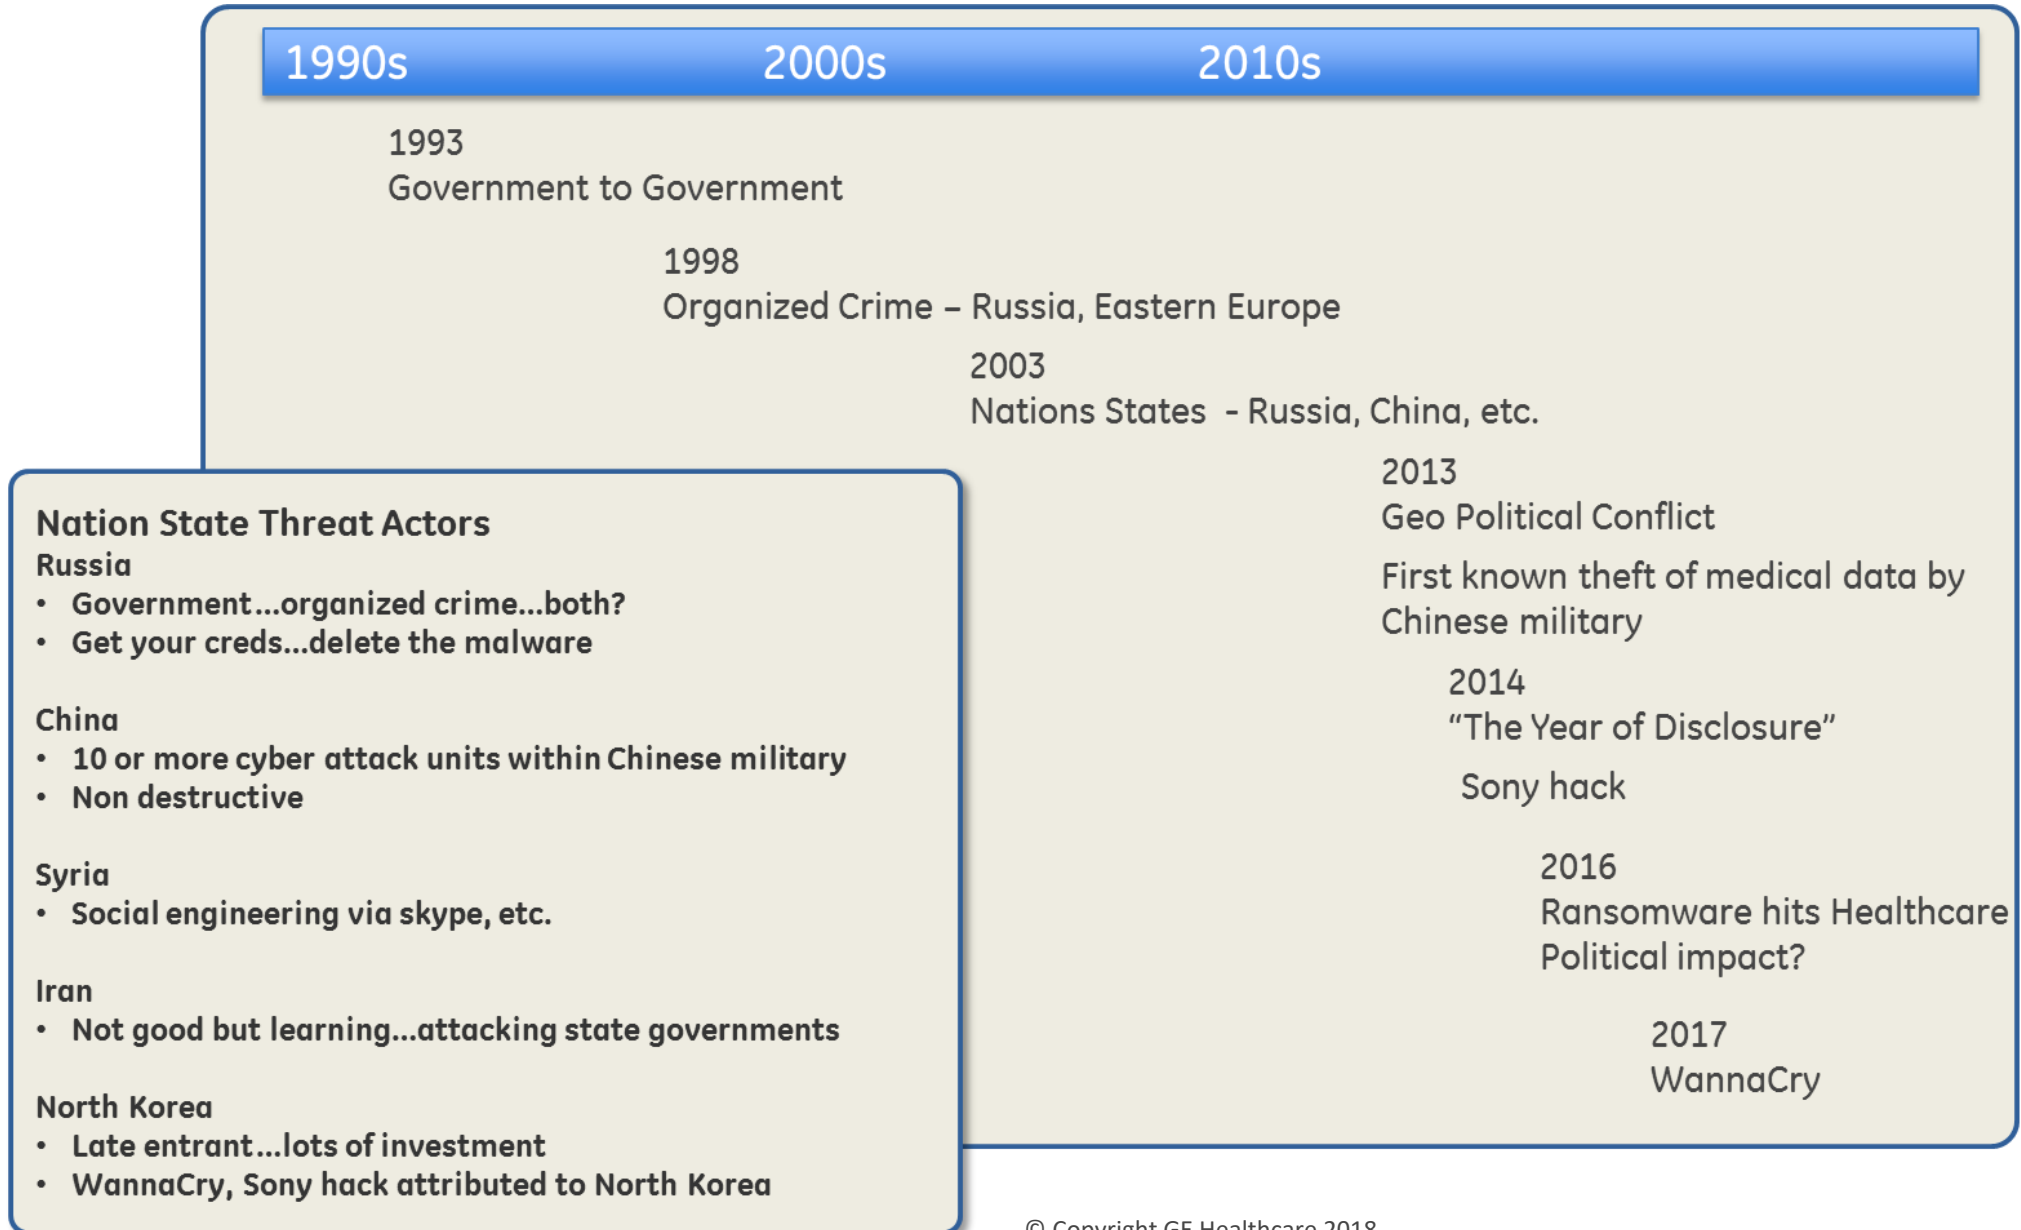 1990s 2000s 2010s
1993
Government to Government
1998
Organized Crime – Russia, Eastern Europe
2003
Nations States - Russia, China, etc.
2013
Geo Political Conflict
First known theft of medical data by
Chinese military
2014
“The Year of Disclosure”
Sony hack
2016
Ransomware hits Healthcare
Political impact?
2017
WannaCry
Nation State Threat Actors
Russia
• Government...organized crime...both?
• Get your creds...delete the malware
China
• 10 or more cyber attack units within Chinese military
• Non destructive
Syria
• Social engineering via skype, etc.
Iran
• Not good but learning...attacking state governments
North Korea
• Late entrant...lots of investment
• WannaCry, Sony hack attributed to North Korea
© Copyright GE Healthcare 2018